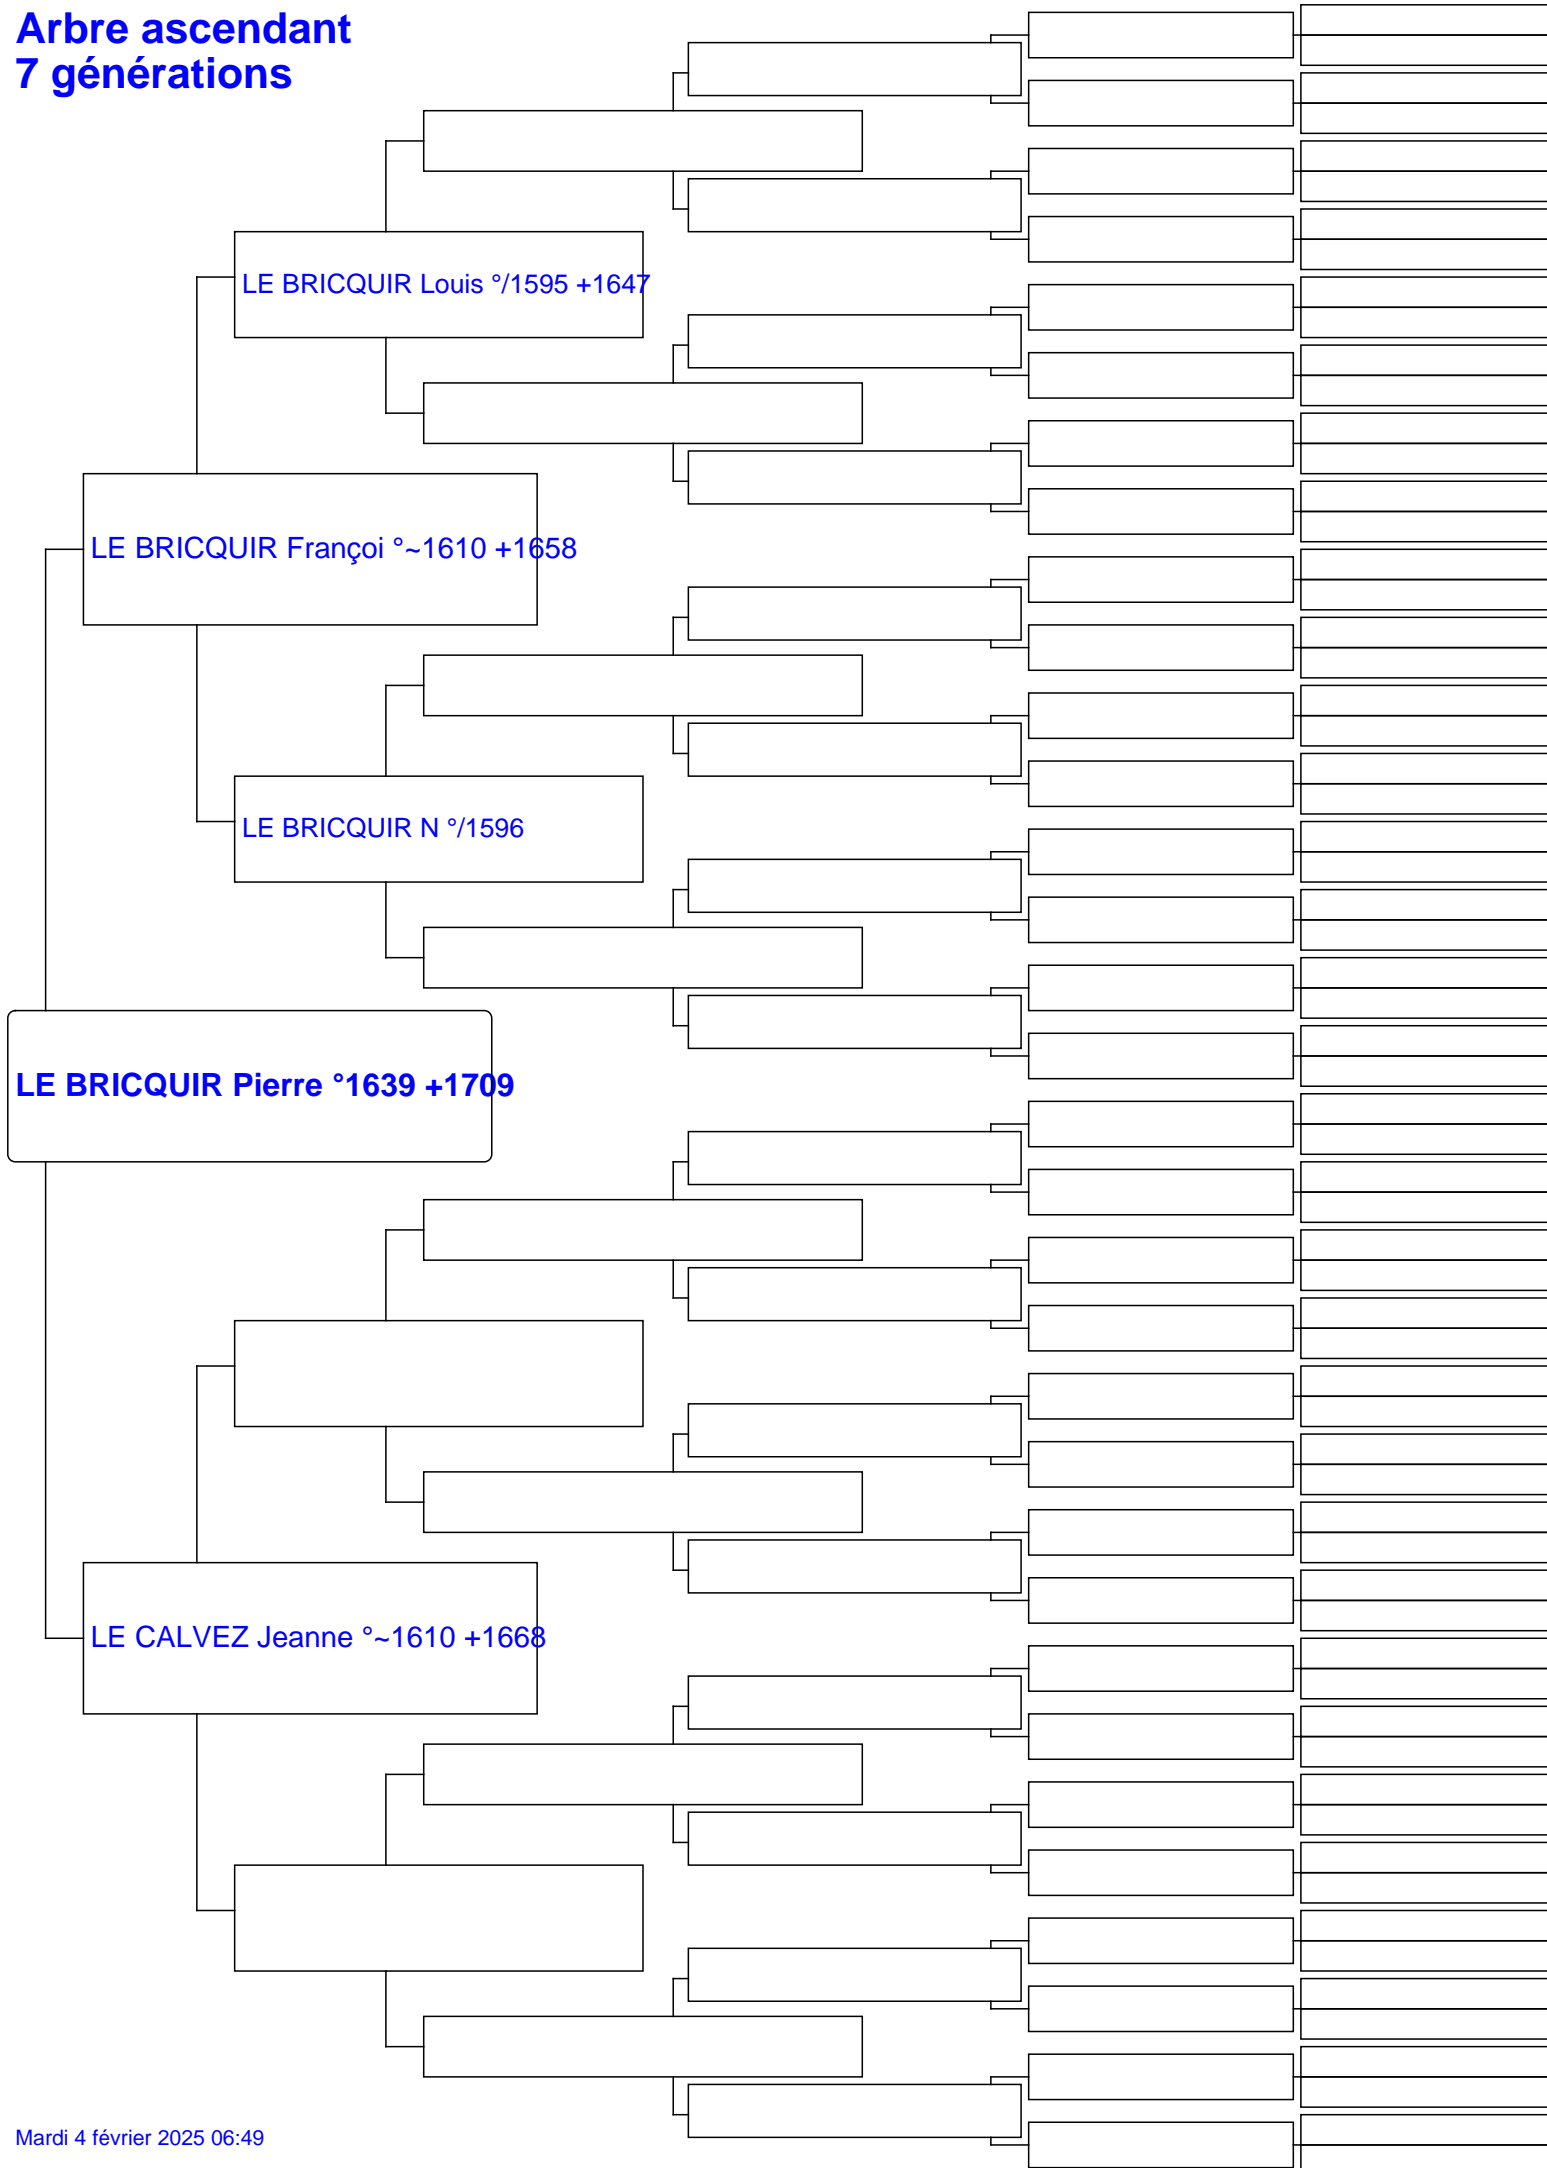 Arbre ascendant
7 générations
LE BRICQUIR Louis °/1595 +1647
LE BRICQUIR Françoi °~1610 +1658
LE BRICQUIR N °/1596
LE BRICQUIR Pierre °1639 +1709
LE CALVEZ Jeanne °~1610 +1668
Mardi 4 février 2025 06:49